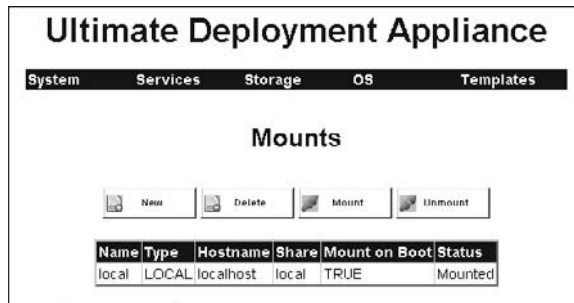 Ultimate Deployment Appliance
System Services Storage OS Templates
Mounts
New Delete Mount Unmount
Name Type Hostname Share Mount on Boot Status
local LOCAL localhost local TRUE Mounted